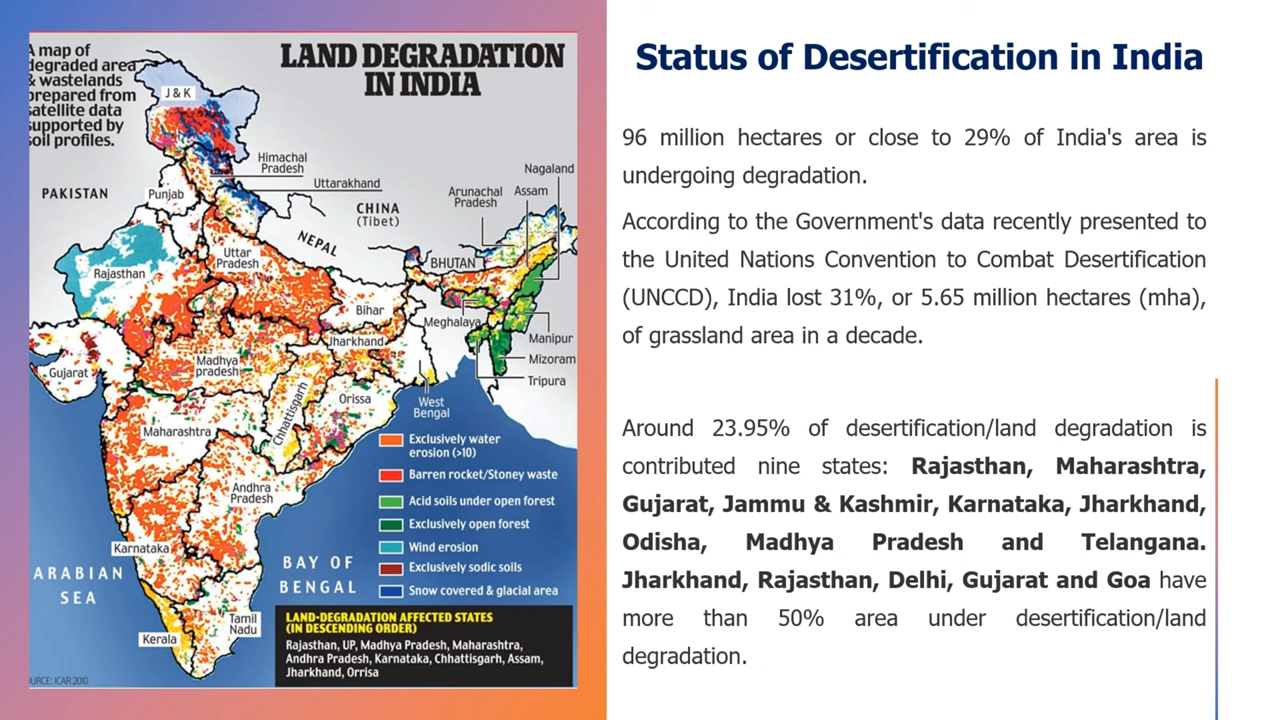 A map of
degraded area
& wastelands
prepared from
satellite data
supported by
soil profiles.
LAND DEGRADATION
IN INDIA
J & K
Himachal
Pradesh
Uttarakhand
Nagaland
Arunachal
Pradesh
Assam
PAKISTAN
Punjab
CHINA
(Tibet)
NEPAL
BHUTAN
Rajasthan
Uttar
Pradesh
Bihar
Meghalaya
Manipur
Mizoram
Tripura
Jharkhand
Gujarat
Madhya
pradesh
Chhattisgarh
Orissa
West
Bengal
Maharashtra
Andhra
Pradesh
Karnataka
ARABIAN
SEA
BAY OF
BENGAL
Tamil
Nadu
Kerala
Exclusively water
erosion (>10)
Barren rocket/Stoney waste
Acid soils under open forest
Exclusively open forest
Wind erosion
Exclusively sodic soils
Snow covered & glacial area
LAND-DEGRADATION AFFECTED STATES
(IN DESCENDING ORDER)
Rajasthan, UP, Madhya Pradesh, Maharashtra,
Andhra Pradesh, Karnataka, Chhattisgarh, Assam,
Jharkhand, Orrisa
OURCE: ICAR 2010
Status of Desertification in India
96 million hectares or close to 29% of India's area is
undergoing degradation.
According to the Government's data recently presented to
the United Nations Convention to Combat Desertification
(UNCCD), India lost 31%, or 5.65 million hectares (mha),
of grassland area in a decade.
Around 23.95% of desertification/land degradation is
contributed nine states: Rajasthan, Maharashtra,
Gujarat, Jammu & Kashmir, Karnataka, Jharkhand,
Odisha, Madhya Pradesh and Telangana.
Jharkhand, Rajasthan, Delhi, Gujarat and Goa have
more than 50% area under desertification/land
degradation.